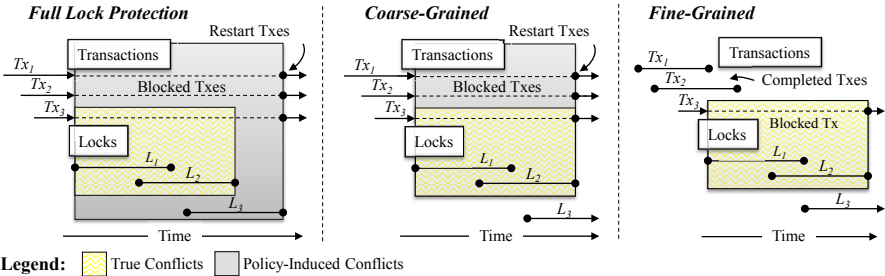 Full Lock Protection
Restart Txes
Transactions
Tx1
Blocked Txes
Tx2
Tx3
Locks
L1
L2
L3
Time
Coarse-Grained
Restart Txes
Transactions
Tx1
Blocked Txes
Tx2
Tx3
Locks
L1
L2
L3
Time
Fine-Grained
Transactions
Tx1
Tx2
Completed Txes
Tx3
Blocked Tx
Locks
L1
L2
L3
Time
Legend: True Conflicts Policy-Induced Conflicts